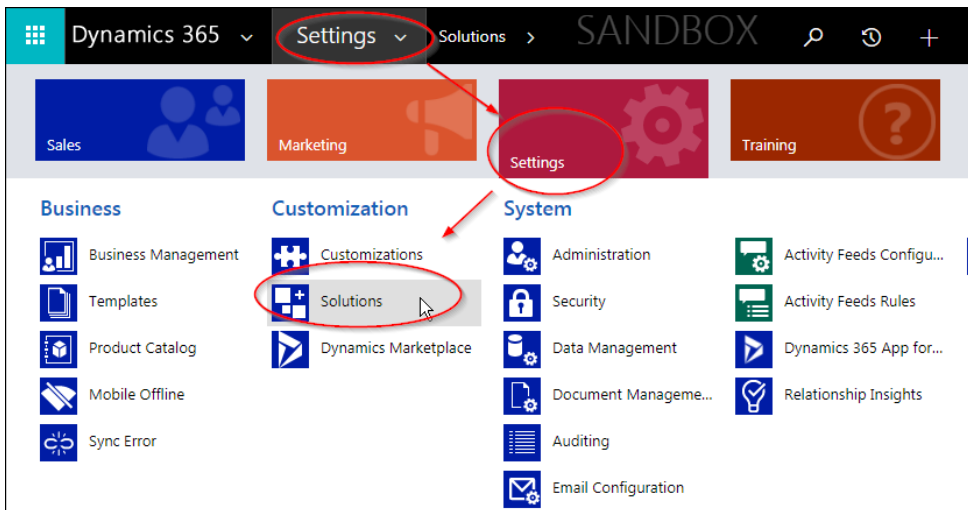 Dynamics 365 Settings Solutions > SANDBOX
Sales Marketing Settings Training
Business Customization System
Business Management Customizations Administration Activity Feeds Configu...
Templates Solutions Security Activity Feeds Rules
Product Catalog Dynamics Marketplace Data Management Dynamics 365 App for...
Mobile Offline Document Manageme... Relationship Insights
Sync Error Auditing
Email Configuration